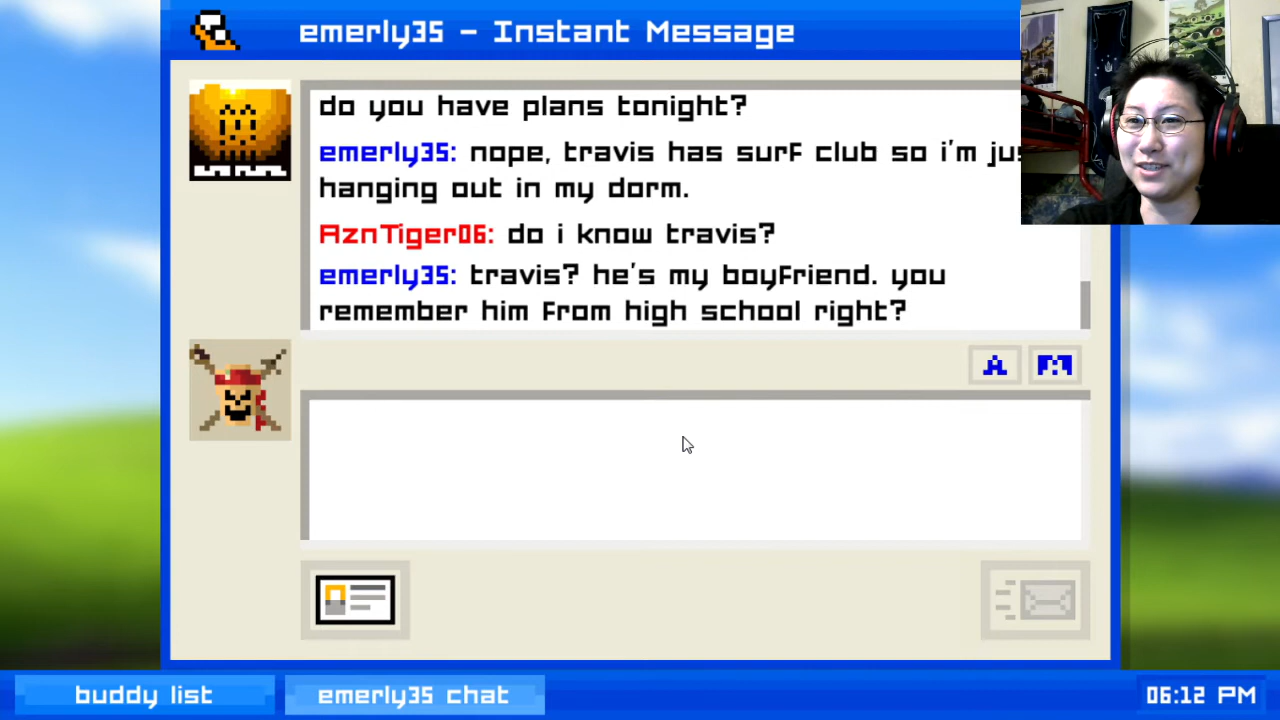 emerly35 - Instant Message
do you have plans tonight?
emerly35: nope, travis has surf club so i'm
hanging out in my dorm.
AznTiger06: do i know travis?
emerly35: travis? he's my boyfriend. you
remember him from high school right?
A
buddy list
emerly35 chat
06:12 PM